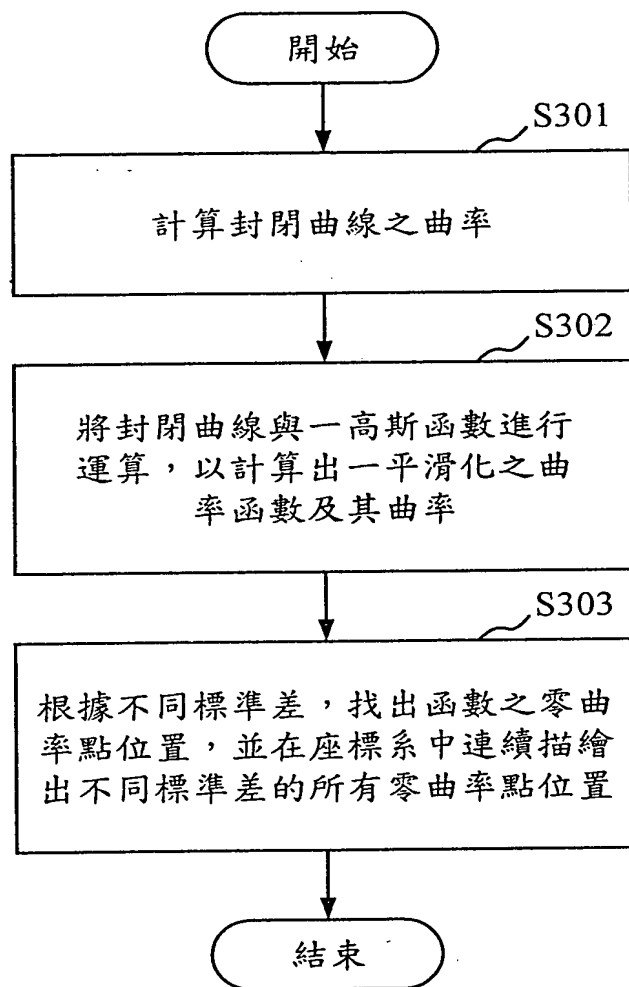 開始
S301
計算封閉曲線之曲率
S302
將封閉曲線與一高斯函數進行
運算，以計算出一平滑化之曲
率函數及其曲率
S303
根據不同標準差，找出函數之零曲
率點位置，並在座標系中連續描繪
出不同標準差的所有零曲率點位置
結束